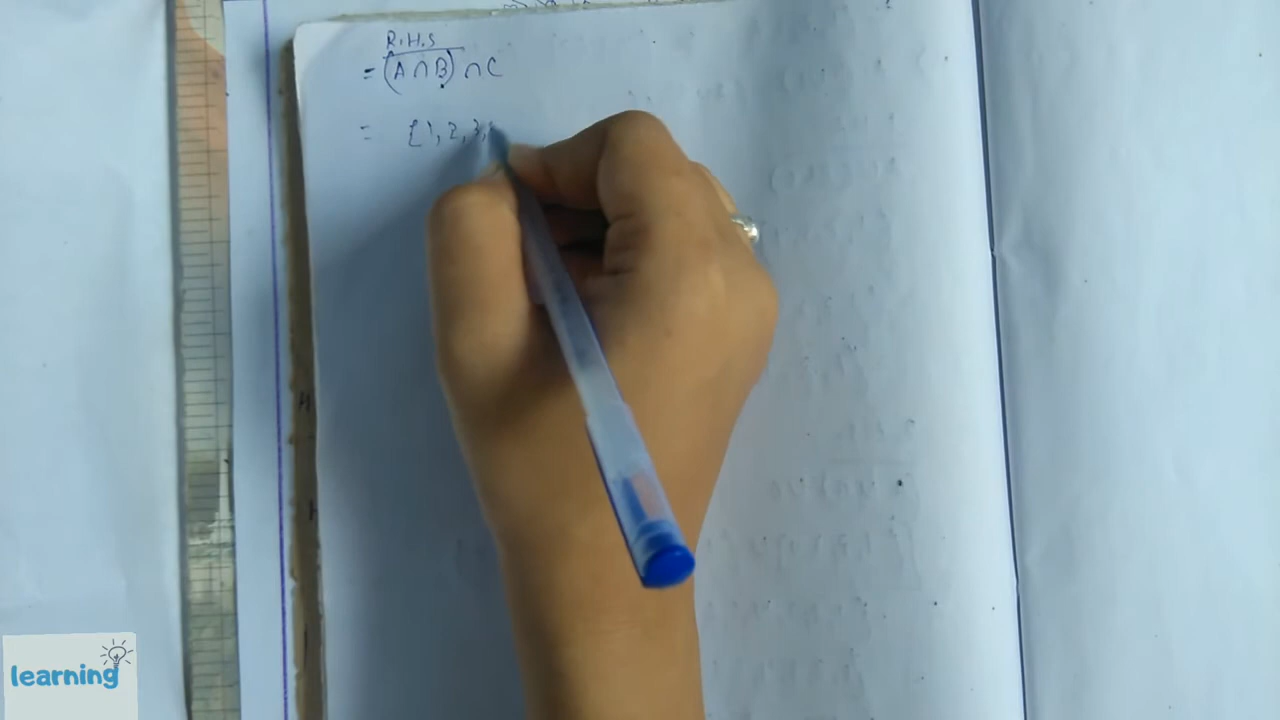 R.H.S
= (A∩B) ∩C
= {1, 2, 3,
learning